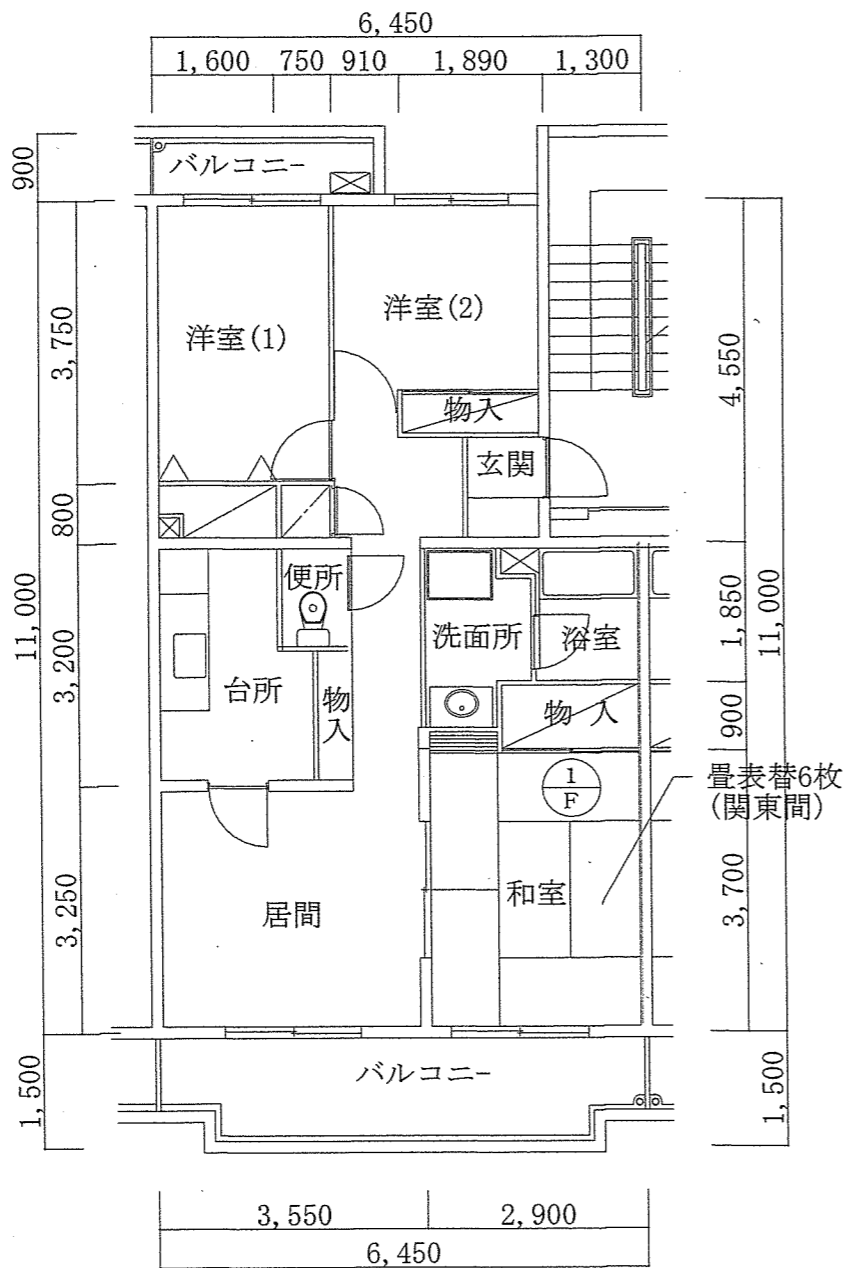 6,450
1,600
750
910
1,890
1,300
900
バルコニー
3,750
洋室(1)
洋室(2)
4,550
物入
玄関
800
11,000
便所
洗面所
浴室
1,850
11,000
3,200
台所
物入
物入
900
1
F
畳表替6枚
(関東間)
居間
和室
3,250
3,700
1,500
バルコニー
1,500
3,550
2,900
6,450